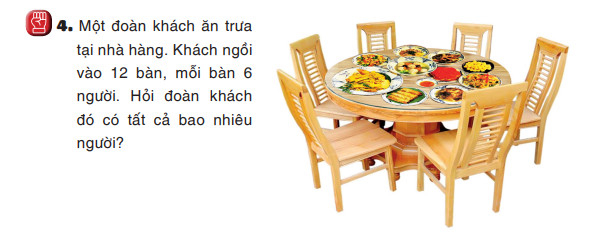 4. Một đoàn khách ăn trưa
tại nhà hàng. Khách ngồi
vào 12 bàn, mỗi bàn 6
người. Hỏi đoàn khách
đó có tất cả bao nhiêu
người?